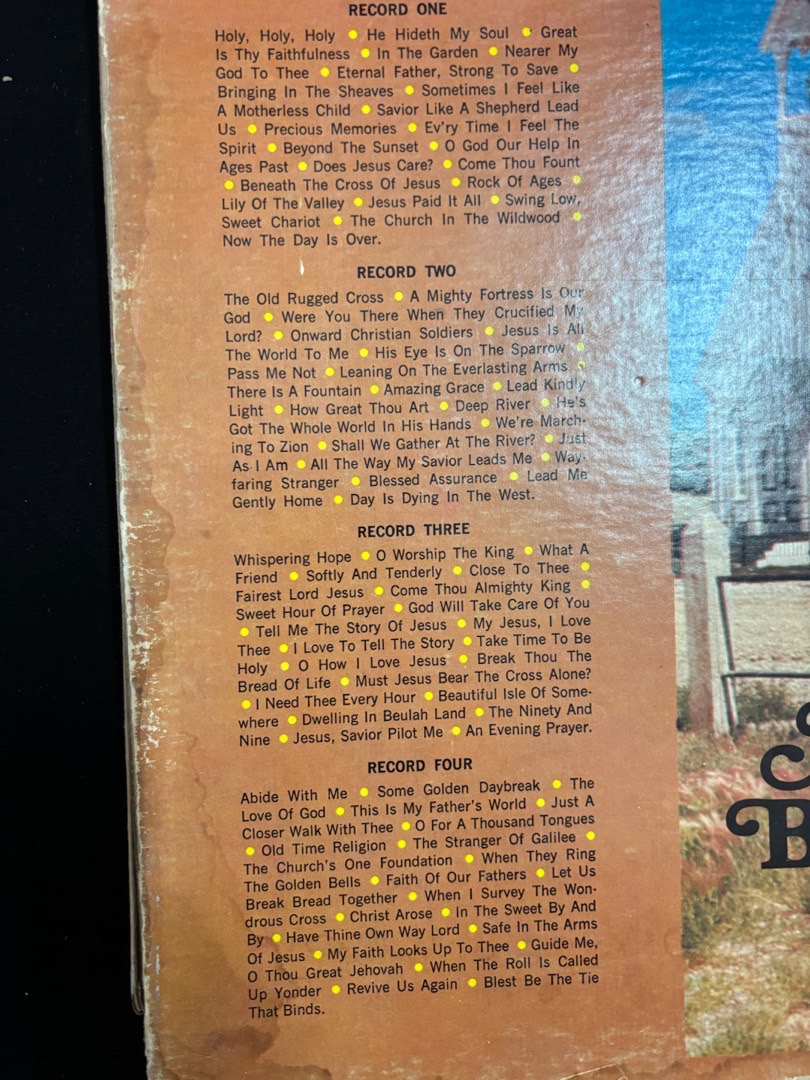 RECORD ONE
Holy, Holy, Holy • He Hideth My Soul • Great
Is Thy Faithfulness • In The Garden • Nearer My
God To Thee • Eternal Father, Strong To Save •
Bringing In The Sheaves • Sometimes I Feel Like
A Motherless Child • Savior Like A Shepherd Lead
Us • Precious Memories • Ev'ry Time I Feel The
Spirit • Beyond The Sunset • O God Our Help In
Ages Past • Does Jesus Care? • Come Thou Fount
• Beneath The Cross Of Jesus • Rock Of Ages •
Lily Of The Valley • Jesus Paid It All • Swing Low,
Sweet Chariot • The Church In The Wildwood •
Now The Day Is Over.
RECORD TWO
The Old Rugged Cross • A Mighty Fortress Is Our
God • Were You There When They Crucified My
Lord? • Onward Christian Soldiers • Jesus Is All
The World To Me • His Eye Is On The Sparrow •
Pass Me Not • Leaning On The Everlasting Arms •
There Is A Fountain • Amazing Grace • Lead Kindly
Light • How Great Thou Art • Deep River • He's
Got The Whole World In His Hands • We're March-
ing To Zion • Shall We Gather At The River? • Just
As I Am • All The Way My Savior Leads Me • Way-
faring Stranger • Blessed Assurance • Lead Me
Gently Home • Day Is Dying In The West.
RECORD THREE
Whispering Hope • O Worship The King • What A
Friend • Softly And Tenderly • Close To Thee •
Fairest Lord Jesus • Come Thou Almighty King •
Sweet Hour Of Prayer • God Will Take Care Of You
• Tell Me The Story Of Jesus • My Jesus, I Love
Thee • I Love To Tell The Story • Take Time To Be
Holy • O How I Love Jesus • Break Thou The
Bread Of Life • Must Jesus Bear The Cross Alone?
• I Need Thee Every Hour • Beautiful Isle Of Some-
where • Dwelling In Beulah Land • The Ninety And
Nine • Jesus, Savior Pilot Me • An Evening Prayer.
RECORD FOUR
Abide With Me • Some Golden Daybreak • The
Love Of God • This Is My Father's World • Just A
Closer Walk With Thee • O For A Thousand Tongues
• Old Time Religion • The Stranger Of Galilee •
The Church's One Foundation • When They Ring
The Golden Bells • Faith Of Our Fathers • Let Us
Break Bread Together • When I Survey The Won-
drous Cross • Christ Arose • In The Sweet By And
By • Have Thine Own Way Lord • Safe In The Arms
Of Jesus • My Faith Looks Up To Thee • Guide Me,
O Thou Great Jehovah • When The Roll Is Called
Up Yonder • Revive Us Again • Blest Be The Tie
That Binds.